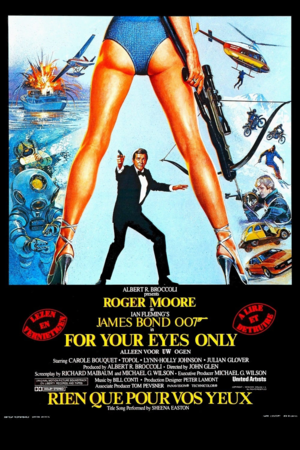 ALBERT R. BROCCOLI
presents
ROGER MOORE
as
IAN FLEMING'S
JAMES BOND 007
in
FOR YOUR EYES ONLY
ALLEEN VOOR UW OGEN
LEZEN EN VERNIETIGEN
A LIRE ET DETRUIRE
Starring CAROLE BOUQUET • TOPOL • LYNN-HOLLY JOHNSON • JULIAN GLOVER
Produced by ALBERT R. BROCCOLI Directed by JOHN GLEN
Screenplay by RICHARD MAIBAUM and MICHAEL G. WILSON • Executive Producer MICHAEL G. WILSON
Music by BILL CONTI • Production Designer PETER LAMONT
Associate Producer TOM PEVSNER
United Artists
RIEN QUE POUR VOS YEUX
Title Song Performed by SHEENA EASTON